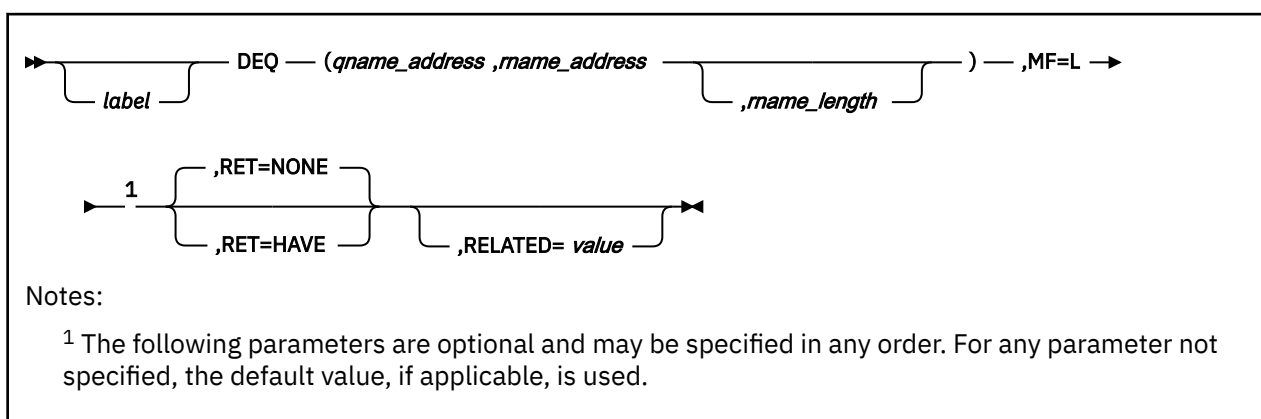 DEQ (qname_address ,rname_address ) ,MF=L
label ,rname_length
1 ,RET=NONE
,RET=HAVE ,RELATED= value
Notes:
1 The following parameters are optional and may be specified in any order. For any parameter not
specified, the default value, if applicable, is used.